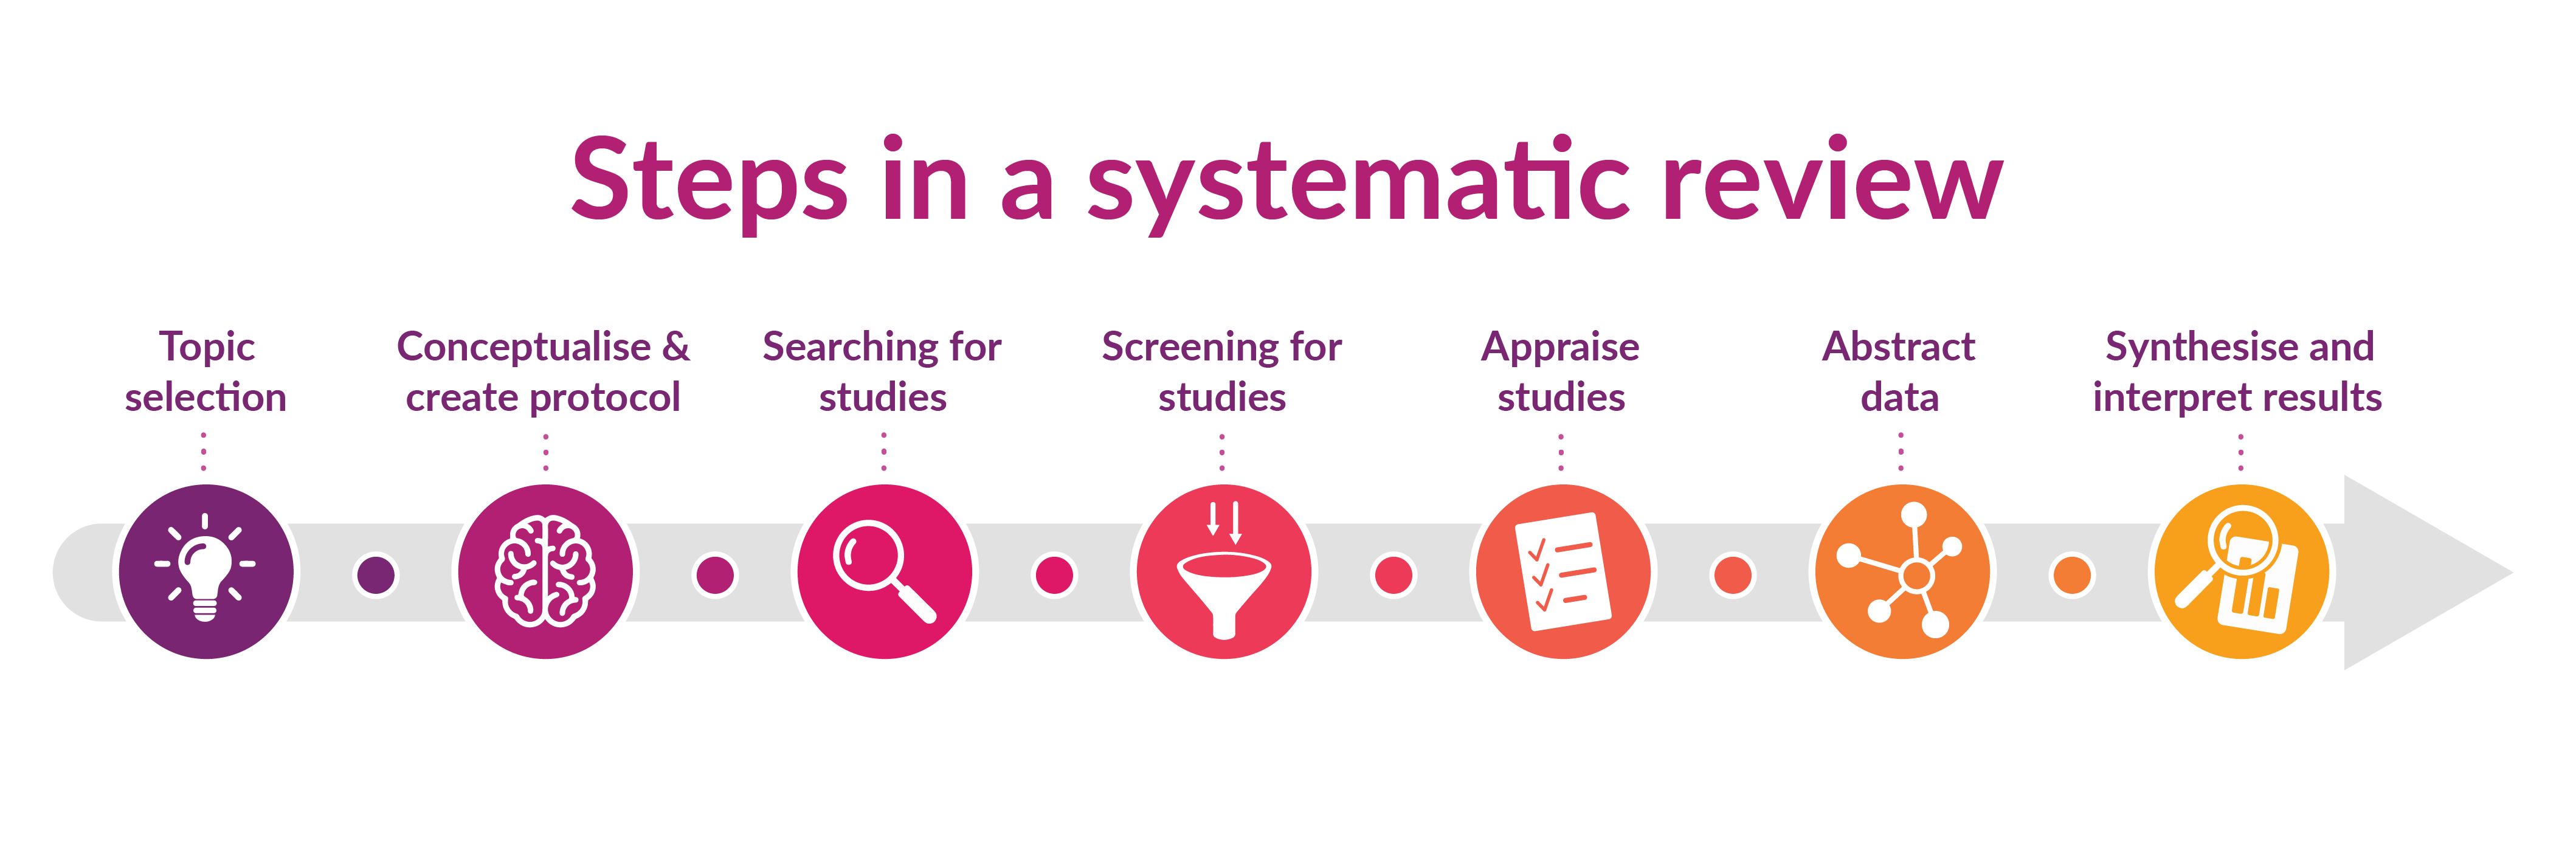 Steps in a systematic review
Topic
selection
Conceptualise &
create protocol
Searching for
studies
Screening for
studies
Appraise
studies
Abstract
data
Synthesise and
interpret results